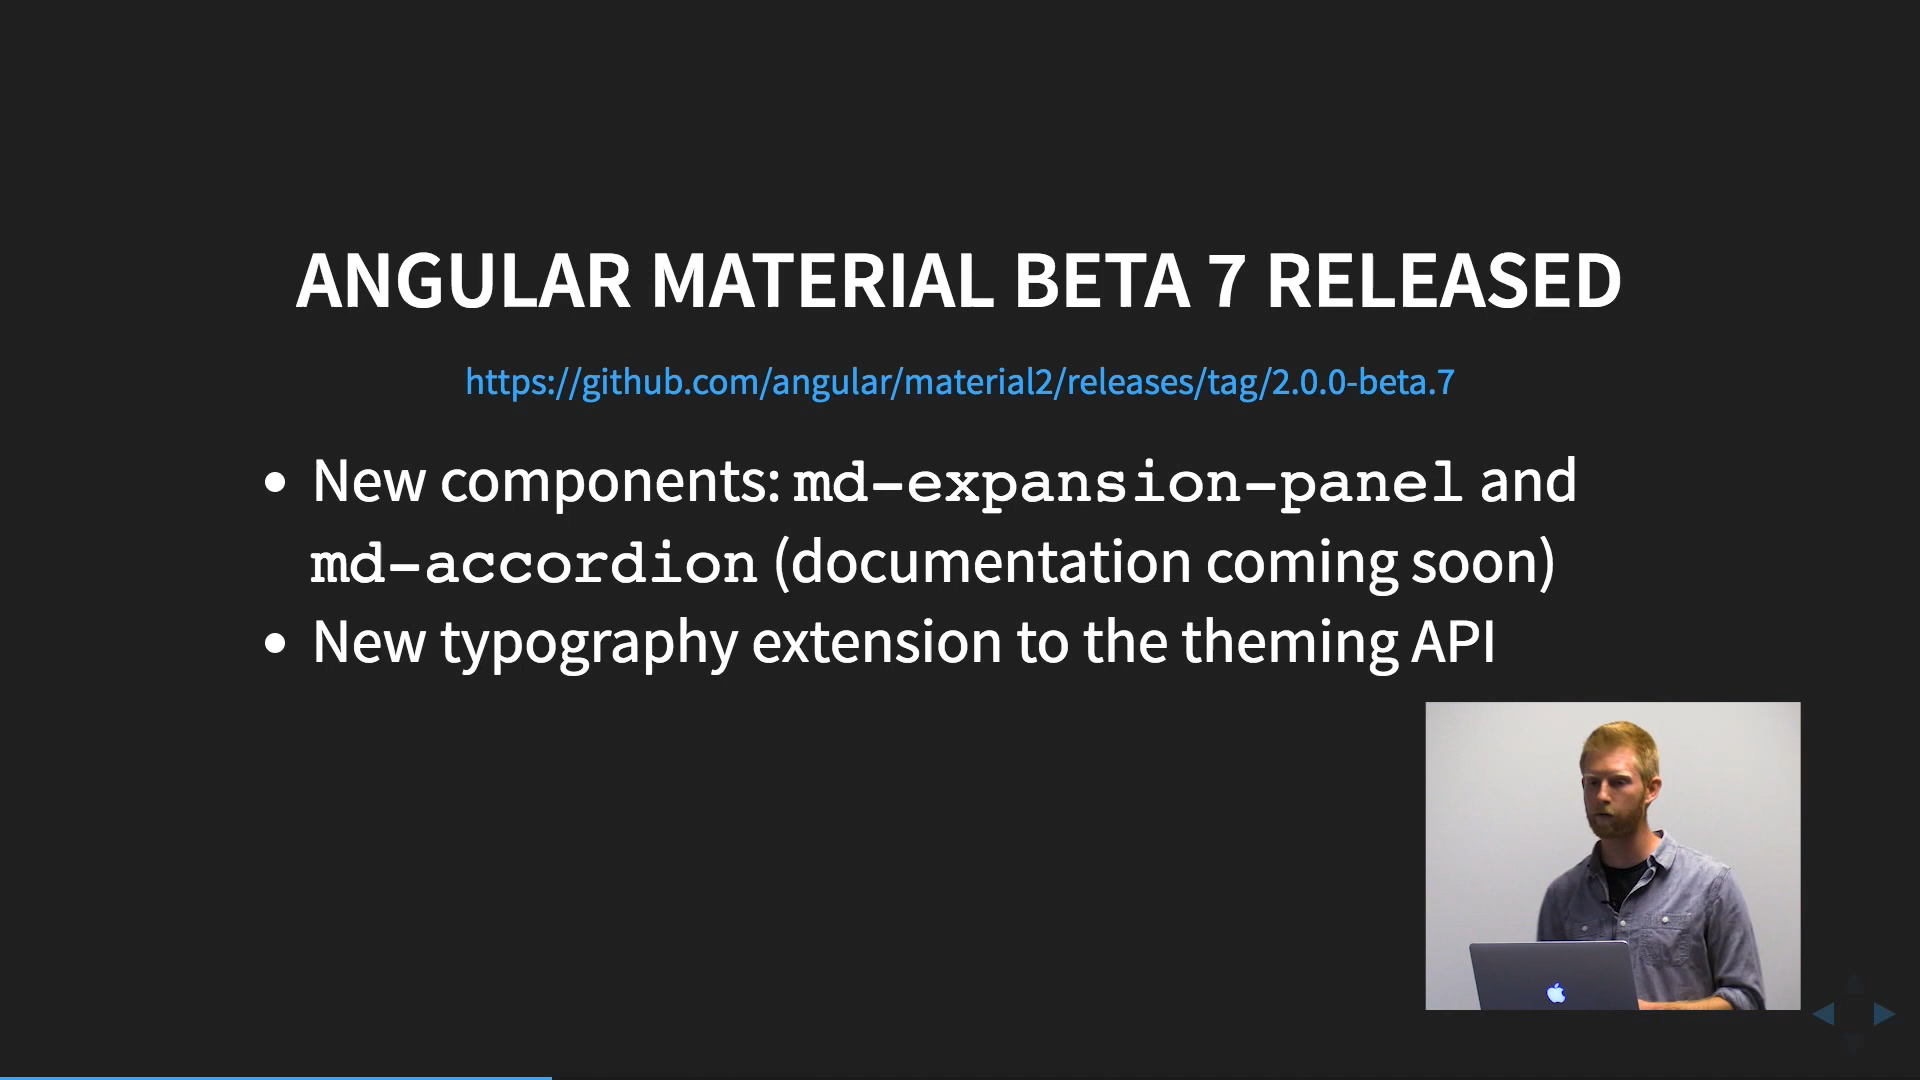 ANGULAR MATERIAL BETA 7 RELEASED
https://github.com/angular/material2/releases/tag/2.0.0-beta.7
• New components: md-expansion-panel and
md-accordion (documentation coming soon)
• New typography extension to the theming API